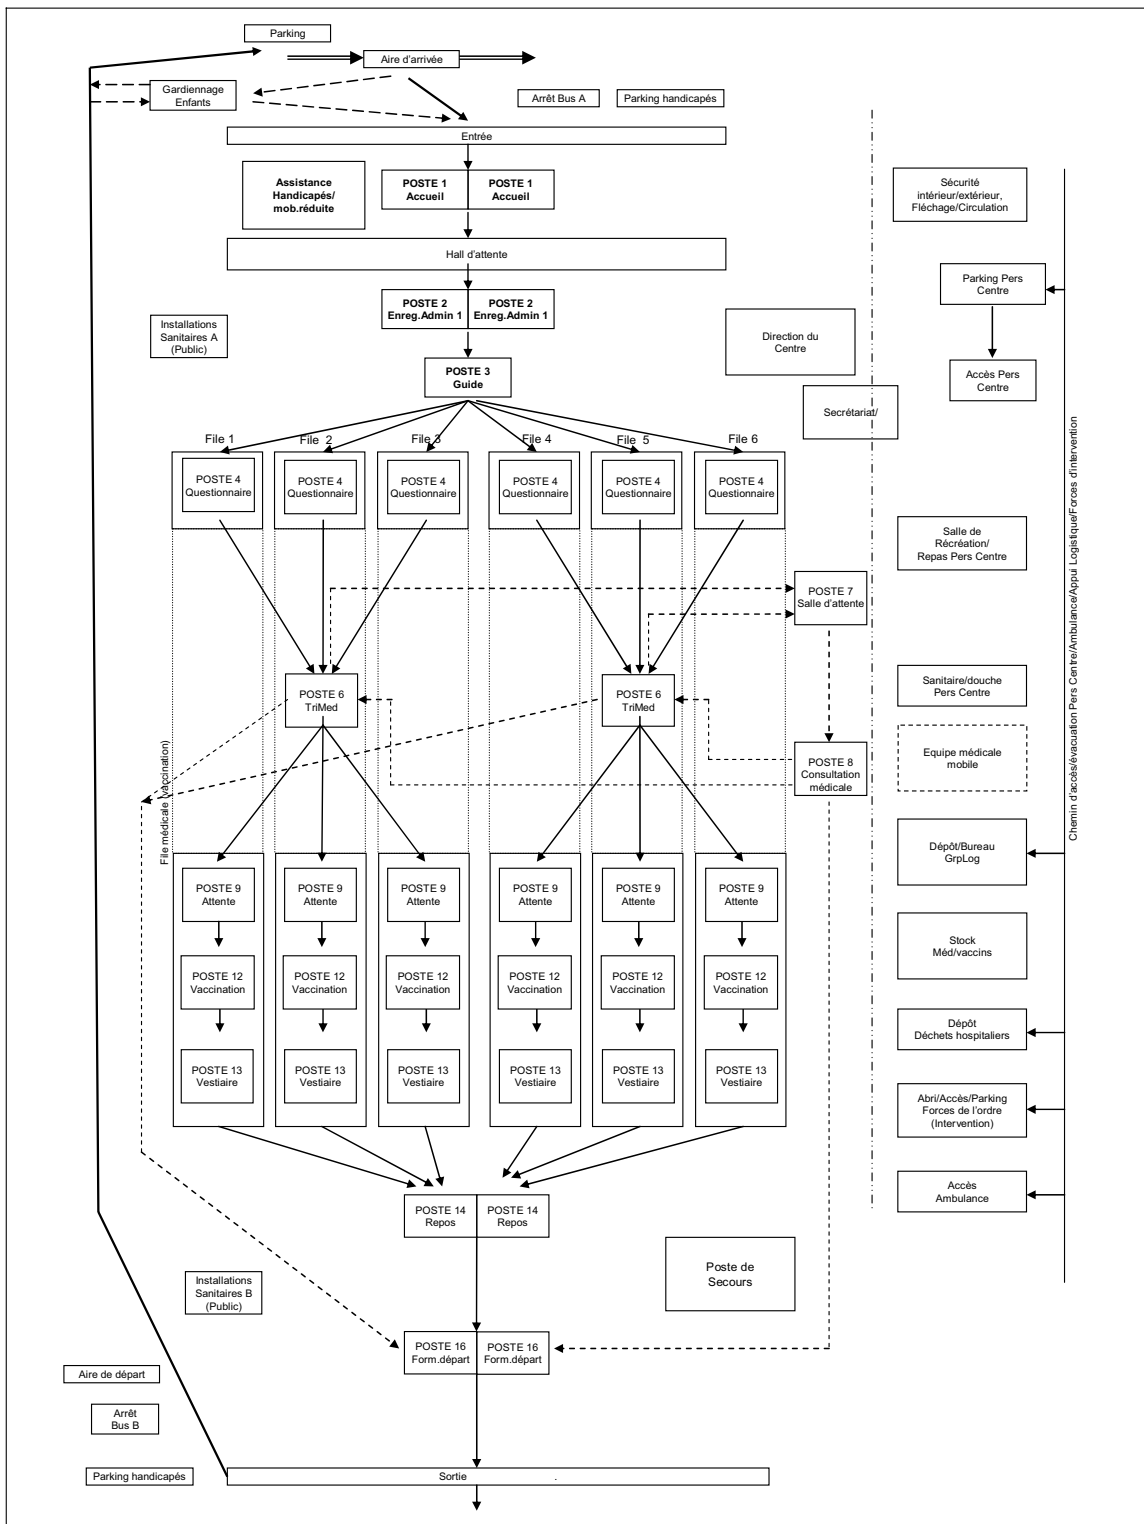 Parking
Aire d'arrivée
Gardiennage
Enfants
Arrêt Bus A
Parking handicapés
Entrée
Assistance
Handicapés/
mob.réduite
POSTE 1
Accueil
POSTE 1
Accueil
Sécurité
intérieur/extérieur,
Fléchage/Circulation
Hall d'attente
Parking Pers
Centre
POSTE 2
Enreg.Admin 1
POSTE 2
Enreg.Admin 1
Installations
Sanitaires A
(Public)
Direction du
Centre
POSTE 3
Guide
Accès Pers
Centre
Secrétariat/
File 1
File 2
File 3
File 4
File 5
File 6
POSTE 4
Questionnaire
POSTE 4
Questionnaire
POSTE 4
Questionnaire
POSTE 4
Questionnaire
POSTE 4
Questionnaire
POSTE 4
Questionnaire
Salle de
Récréation/
Repas Pers Centre
POSTE 7
Salle d'attente
POSTE 6
TriMed
POSTE 6
TriMed
Sanitaire/douche
Pers Centre
Equipe médicale
mobile
POSTE 8
Consultation
médicale
File médicale (vaccination)
Chemin d'accès/évacuation Pers Centre/Ambulance/Appui Logistique/Forces d'intervention
Dépôt/Bureau
GrpLog
POSTE 9
Attente
POSTE 9
Attente
POSTE 9
Attente
POSTE 9
Attente
POSTE 9
Attente
POSTE 9
Attente
Stock
Méd/vaccins
POSTE 12
Vaccination
POSTE 12
Vaccination
POSTE 12
Vaccination
POSTE 12
Vaccination
POSTE 12
Vaccination
POSTE 12
Vaccination
Dépôt
Déchets hospitaliers
POSTE 13
Vestiaire
POSTE 13
Vestiaire
POSTE 13
Vestiaire
POSTE 13
Vestiaire
POSTE 13
Vestiaire
POSTE 13
Vestiaire
Abri/Accès/Parking
Forces de l'ordre
(Intervention)
Accès
Ambulance
POSTE 14
Repos
POSTE 14
Repos
Poste de
Secours
Installations
Sanitaires B
(Public)
POSTE 16
Form.départ
POSTE 16
Form.départ
Aire de départ
Arrêt
Bus B
Parking handicapés
Sortie .